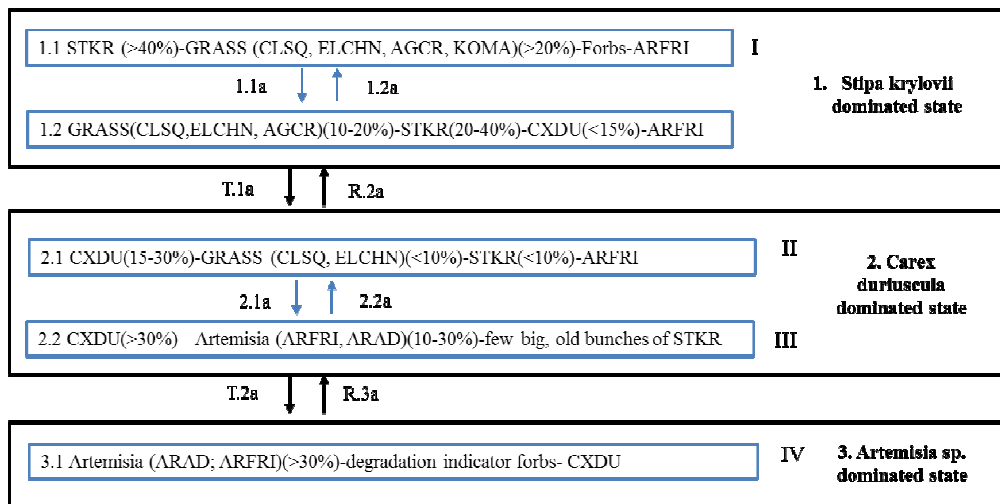 1.1 STKR (>40%)-GRASS (CLSQ, ELCHN, AGCR, KOMA)(>20%)-Forbs-ARFRI
I
1.1a
1.2a
1. Stipa krylovii
dominated state
1.2 GRASS(CLSQ,ELCHN, AGCR)(10-20%)-STKR(20-40%)-CXDU(<15%)-ARFRI
T.1a
R.2a
2.1 CXDU(15-30%)-GRASS (CLSQ, ELCHN)(<10%)-STKR(<10%)-ARFRI
II
2.1a
2.2a
2. Carex
duriuscula
dominated state
2.2 CXDU(>30%) Artemisia (ARFRI, ARAD)(10-30%)-few big, old bunches of STKR
III
T.2a
R.3a
3.1 Artemisia (ARAD; ARFRI)(>30%)-degradation indicator forbs- CXDU
IV
3. Artemisia sp.
dominated state